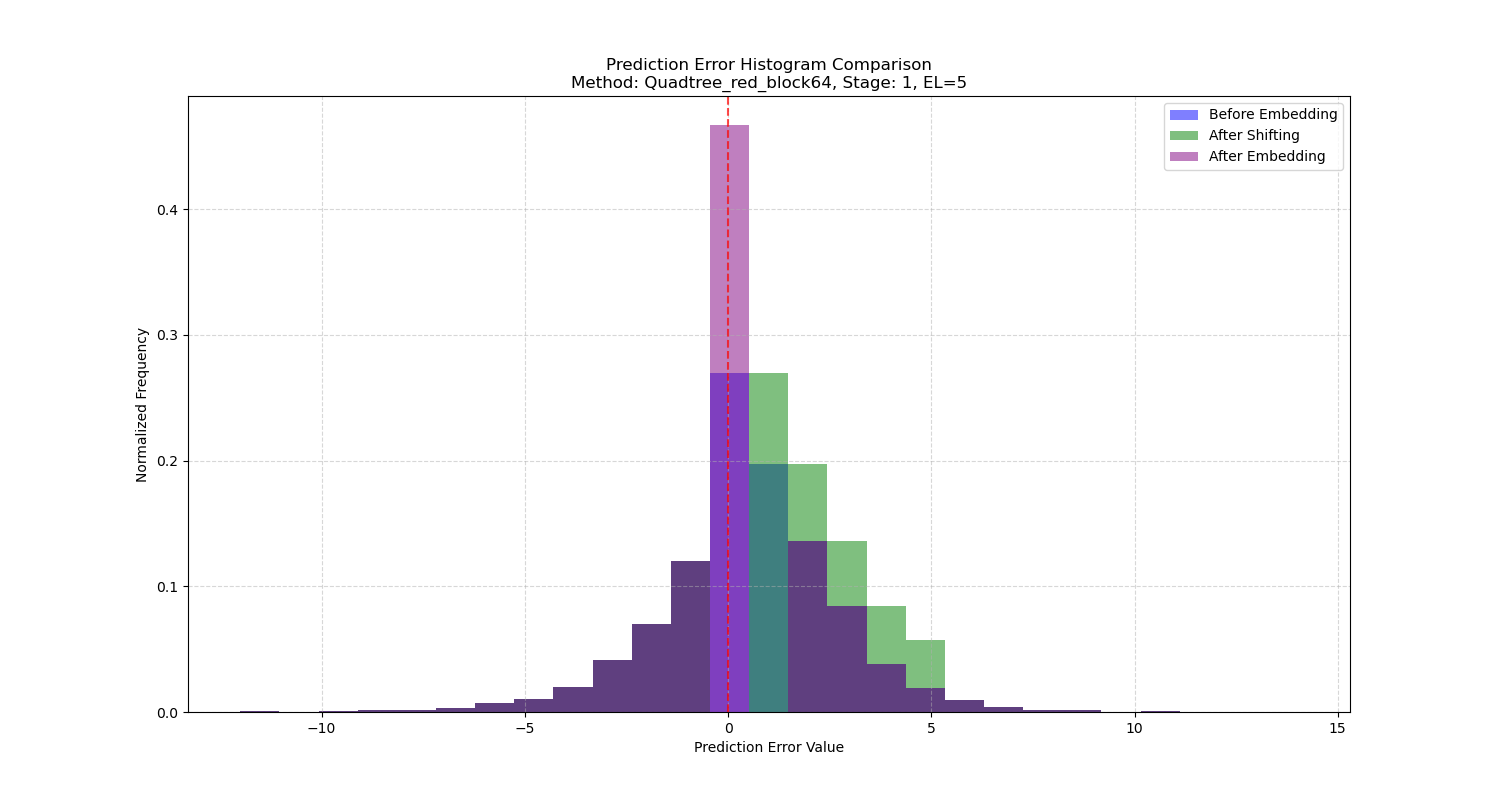 Prediction Error Histogram Comparison
Method: Quadtree_red_block64, Stage: 1, EL=5
Before Embedding
After Shifting
After Embedding
Normalized Frequency
0.4
0.3
0.2
0.1
0.0
−10
−5
0
5
10
15
Prediction Error Value